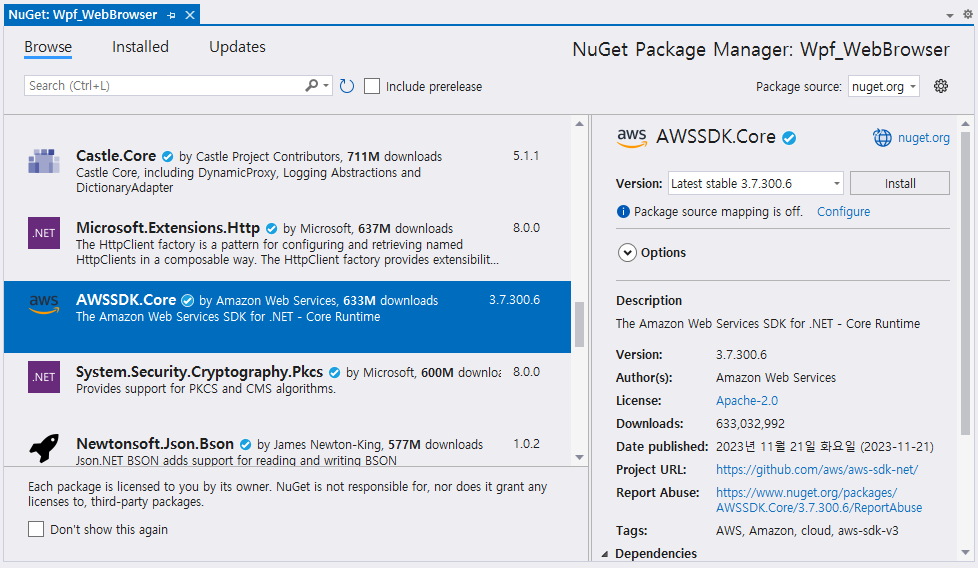 NuGet: Wpf_WebBrowser
Browse Installed Updates
NuGet Package Manager: Wpf_WebBrowser
Search (Ctrl+L)
Include prerelease
Package source: nuget.org
Castle.Core by Castle Project Contributors, 711M downloads 5.1.1
Castle Core, including DynamicProxy, Logging Abstractions and
DictionaryAdapter
.NET
Microsoft.Extensions.Http by Microsoft, 637M downloads 8.0.0
The HttpClient factory is a pattern for configuring and retrieving named
HttpClients in a composable way. The HttpClient factory provides extensibilit...
aws
AWSSDK.Core by Amazon Web Services, 633M downloads 3.7.300.6
The Amazon Web Services SDK for .NET - Core Runtime
.NET
System.Security.Cryptography.Pkcs by Microsoft, 600M downloa 8.0.0
Provides support for PKCS and CMS algorithms.
Newtonsoft.Json.Bson by James Newton-King, 577M downloads 1.0.2
Json.NET BSON adds support for reading and writing BSON
Each package is licensed to you by its owner. NuGet is not responsible for, nor does it grant any
licenses to, third-party packages.
Don't show this again
aws
AWSSDK.Core
nuget.org
Version: Latest stable 3.7.300.6
Install
Package source mapping is off. Configure
Options
Description
The Amazon Web Services SDK for .NET - Core Runtime
Version: 3.7.300.6
Author(s): Amazon Web Services
License: Apache-2.0
Downloads: 633,032,992
Date published: 2023년 11월 21일 화요일 (2023-11-21)
Project URL: https://github.com/aws/aws-sdk-net/
Report Abuse: https://www.nuget.org/packages/
AWSSDK.Core/3.7.300.6/ReportAbuse
Tags: AWS, Amazon, cloud, aws-sdk-v3
Dependencies